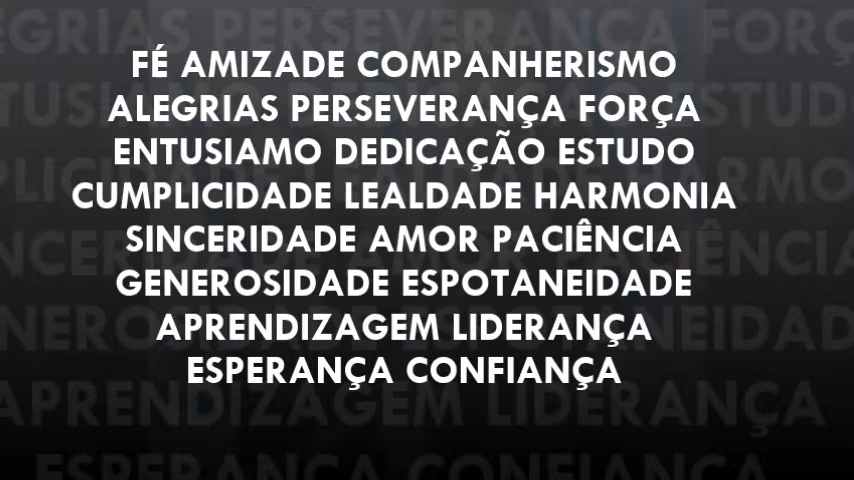 FÉ AMIZADE COMPANHERISMO
ALEGRIAS PERSEVERANÇA FORÇA
ENTUSIAMO DEDICAÇÃO ESTUDO
CUMPLICIDADE LEALDADE HARMONIA
SINCERIDADE AMOR PACIÊNCIA
GENEROSIDADE ESPOTANEIDADE
APRENDIZAGEM LIDERANÇA
ESPERANÇA CONFIANÇA